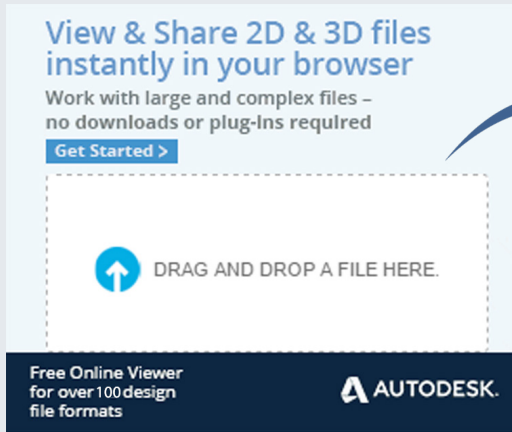 View & Share 2D & 3D files
instantly in your browser
Work with large and complex files –
no downloads or plug-ins required
Get Started >
DRAG AND DROP A FILE HERE.
Free Online Viewer
for over 100 design
file formats
AUTODESK.